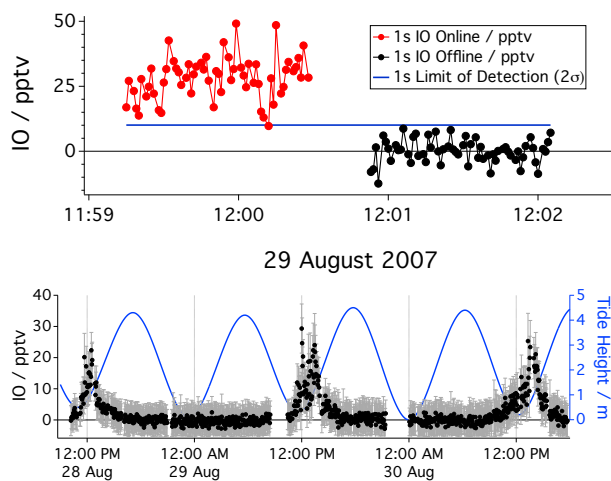 1s IO Online / pptv
1s IO Offline / pptv
1s Limit of Detection (2σ)
IO / pptv
50
25
0
11:59
12:00
12:01
12:02
29 August 2007
IO / pptv
40
30
20
10
0
5
4
3
2
1
0
Tide Height / m
12:00 PM
28 Aug
12:00 AM
29 Aug
12:00 PM
12:00 AM
30 Aug
12:00 PM